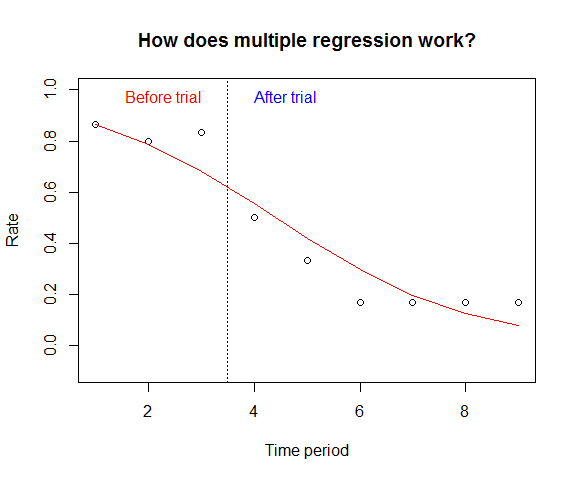 How does multiple regression work?
Before trial
After trial
1.0
0.8
0.6
0.4
0.2
0.0
Rate
2
4
6
8
Time period